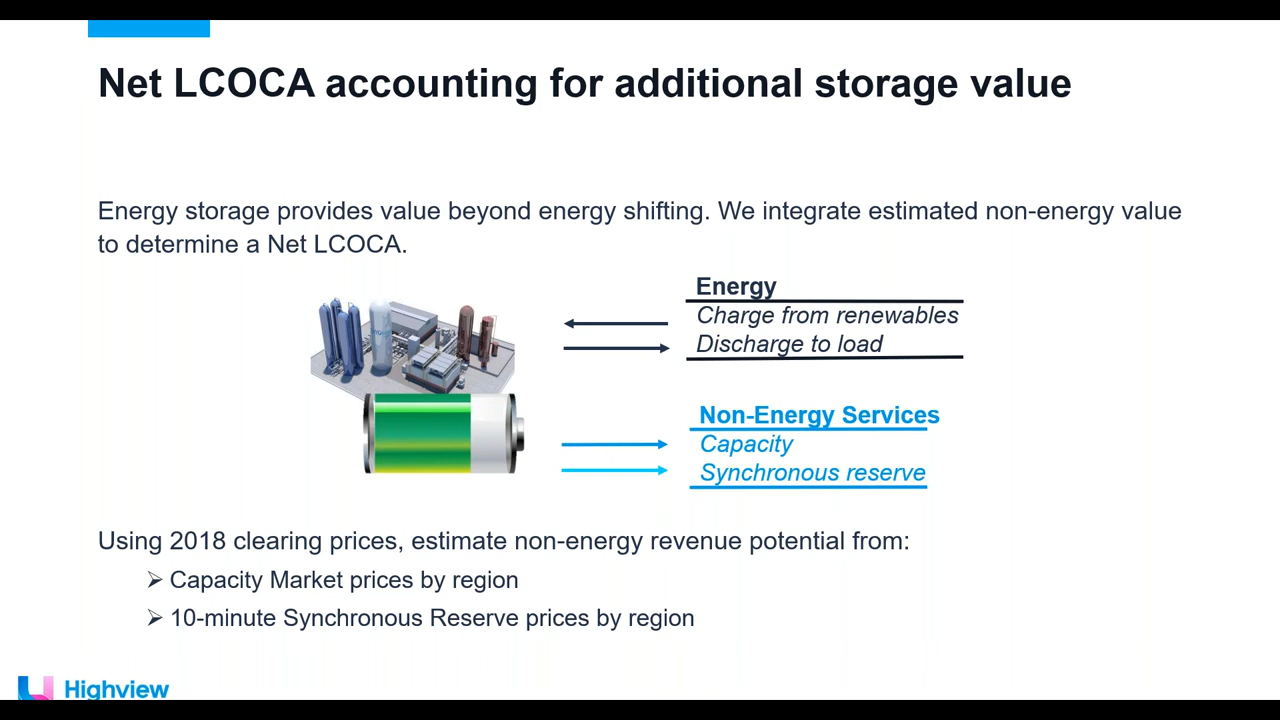 Net LCOCA accounting for additional storage value
Energy storage provides value beyond energy shifting. We integrate estimated non-energy value
to determine a Net LCOCA.
Energy
Charge from renewables
Discharge to load
Non-Energy Services
Capacity
Synchronous reserve
Using 2018 clearing prices, estimate non-energy revenue potential from:
➢ Capacity Market prices by region
➢ 10-minute Synchronous Reserve prices by region
Highview